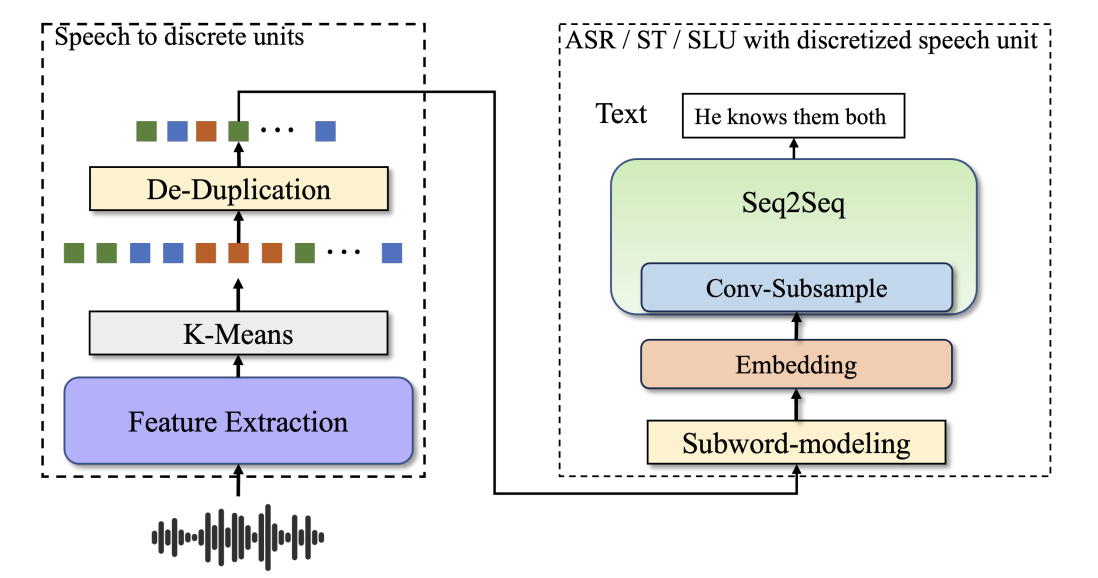 Speech to discrete units
De-Duplication
K-Means
Feature Extraction
ASR / ST / SLU with discretized speech unit
Text
He knows them both
Seq2Seq
Conv-Subsample
Embedding
Subword-modeling